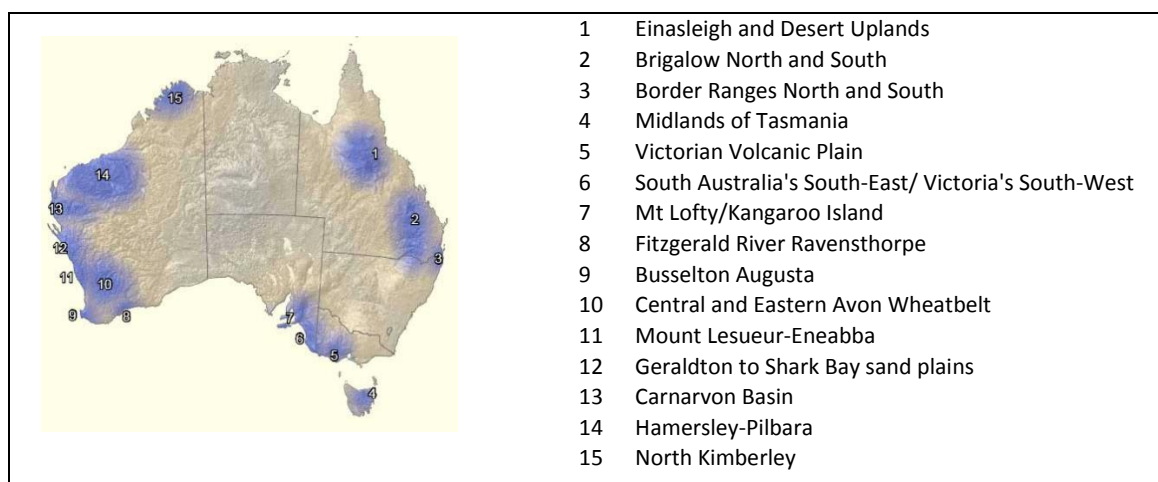 1 Einasleigh and Desert Uplands
2 Brigalow North and South
3 Border Ranges North and South
4 Midlands of Tasmania
5 Victorian Volcanic Plain
6 South Australia's South-East/ Victoria's South-West
7 Mt Lofty/Kangaroo Island
8 Fitzgerald River Ravensthorpe
9 Busselton Augusta
10 Central and Eastern Avon Wheatbelt
11 Mount Lesueur-Eneabba
12 Geraldton to Shark Bay sand plains
13 Carnarvon Basin
14 Hamersley-Pilbara
15 North Kimberley
15
1
14
13
2
12
3
11
10
9
8
7
6
5
4